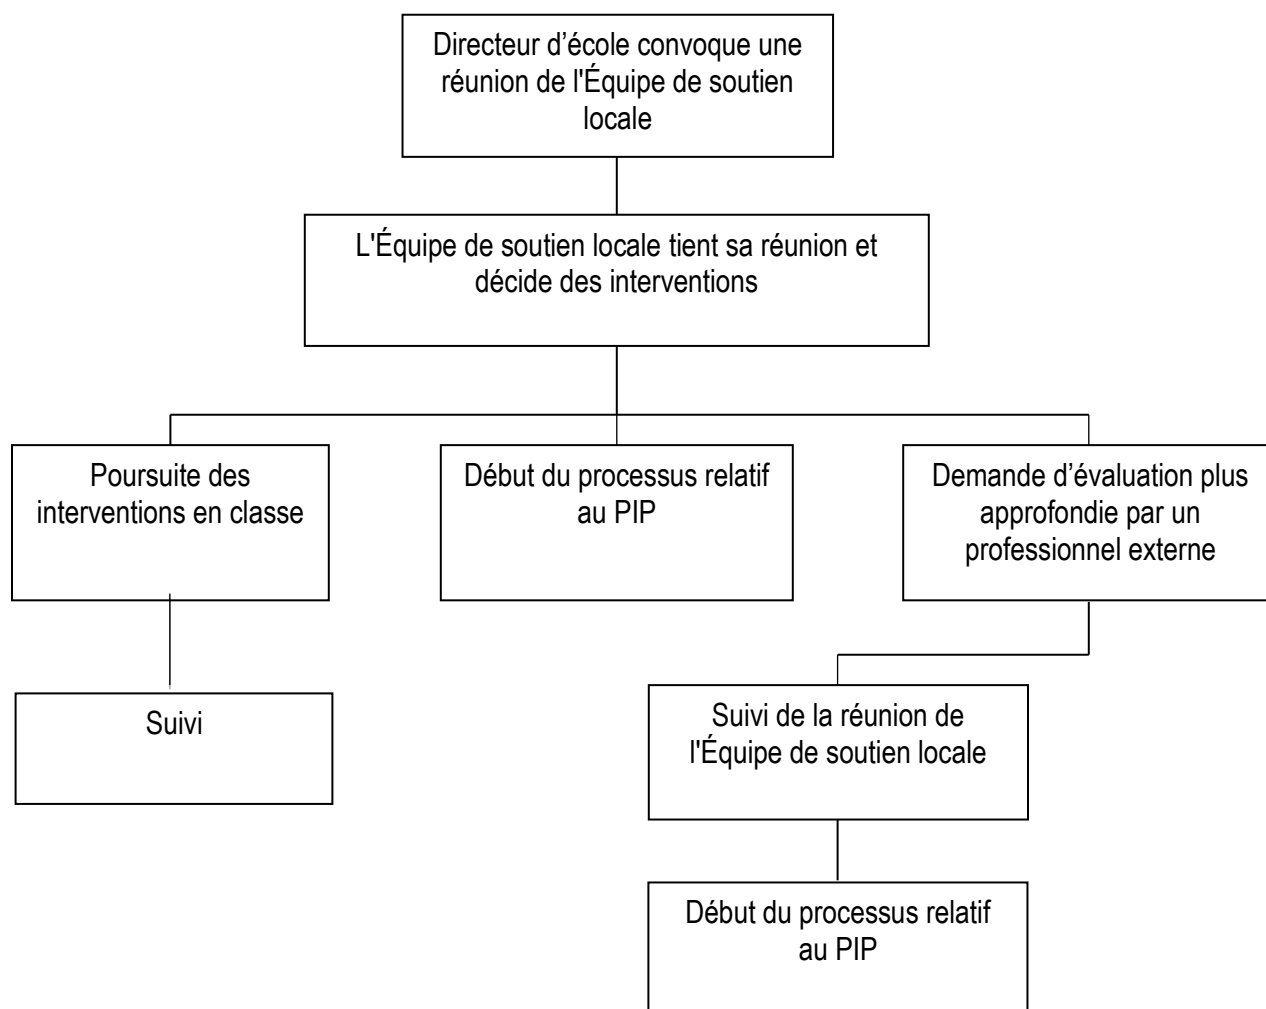 Directeur d’école convoque une
réunion de l'Équipe de soutien
locale
L'Équipe de soutien locale tient sa réunion et
décide des interventions
Poursuite des
interventions en classe
Début du processus relatif
au PIP
Demande d’évaluation plus
approfondie par un
professionnel externe
Suivi
Suivi de la réunion de
l'Équipe de soutien locale
Début du processus relatif
au PIP